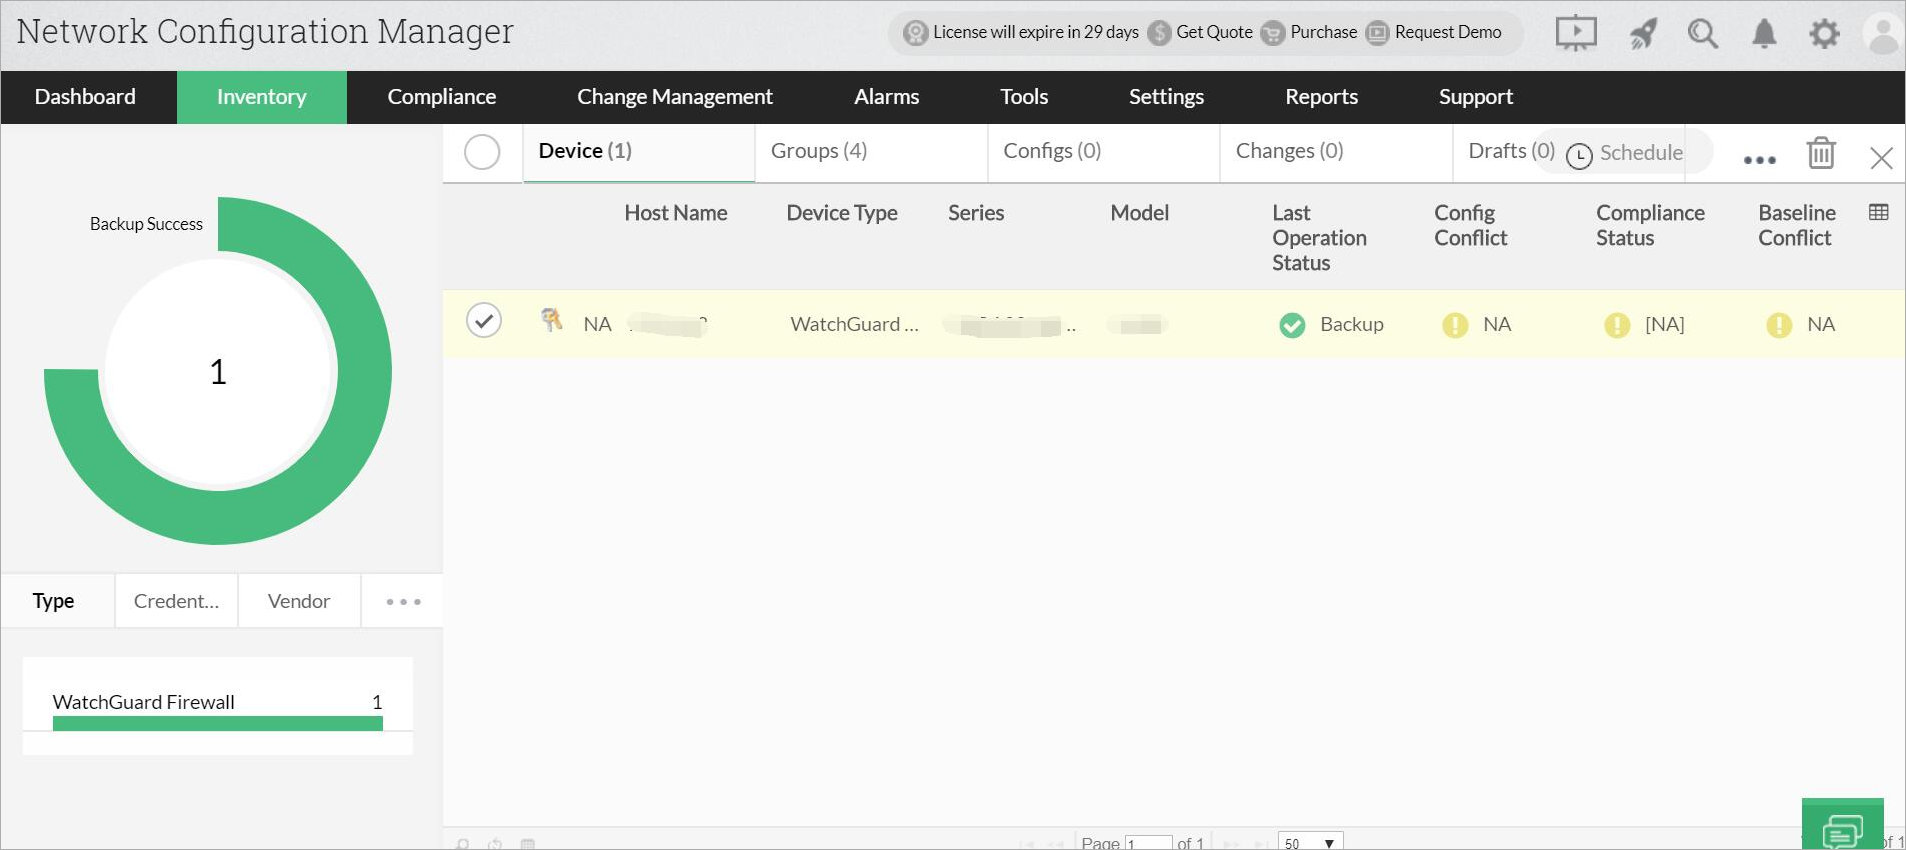 Network Configuration Manager
License will expire in 29 days Get Quote Purchase Request Demo
Dashboard Inventory Compliance Change Management Alarms Tools Settings Reports Support
Device (1) Groups (4) Configs (0) Changes (0) Drafts (0) Schedule
Backup Success
1
Host Name Device Type Series Model Last Operation Status Config Conflict Compliance Status Baseline Conflict
NA WatchGuard ... .. Backup NA [NA] NA
Type Credent... Vendor
WatchGuard Firewall 1
Page 1 of 1 50 of 1